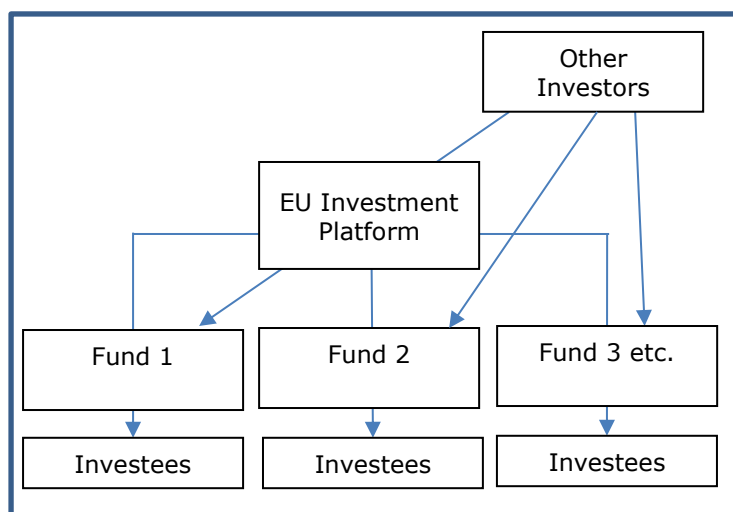 Other
Investors
EU Investment
Platform
Fund 1
Fund 2
Fund 3 etc.
Investees
Investees
Investees